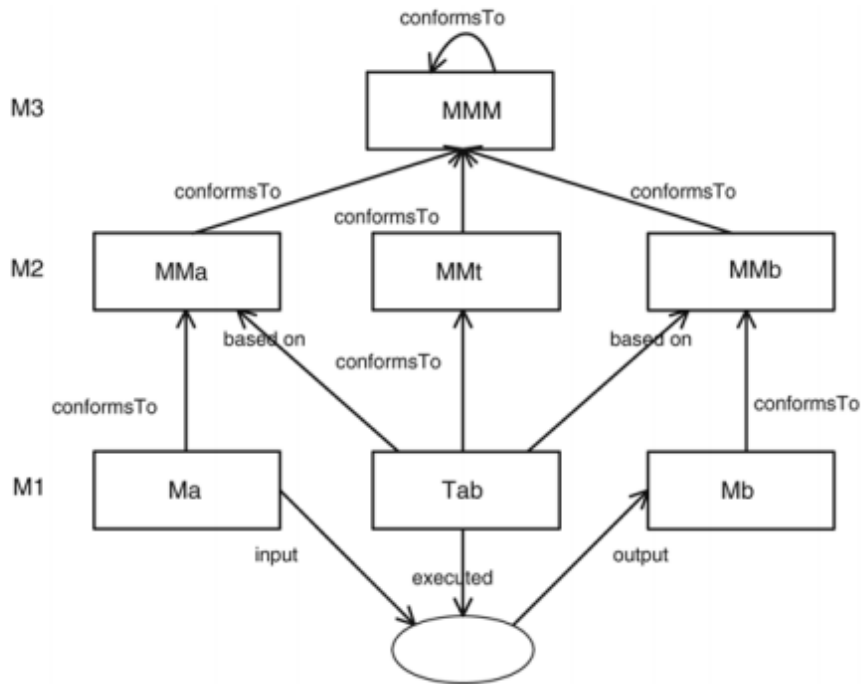 conformsTo
M3
MMM
conformsTo
conformsTo
conformsTo
M2
MMa
MMt
MMb
based on
conformsTo
based on
conformsTo
conformsTo
M1
Ma
Tab
Mb
input
executed
output